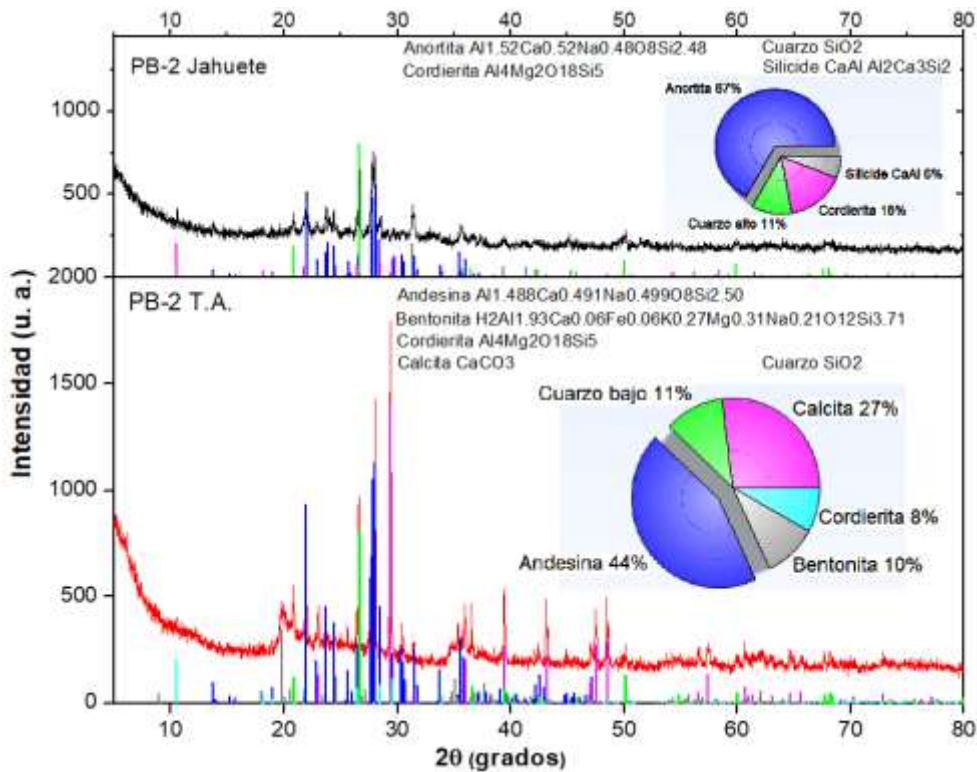 0 10 20 30 40 50 60 70 80
PB-2 Jahuete
Anortita Al1.52Ca0.52Na0.48O8Si2.48
Cuarzo SiO2
Cordierita Al4Mg2O18Si5
Silicide CaAl Al2Ca3Si2
Anortita 67%
Silicide CaAl 6%
Cordierita 16%
Cuarzo alto 11%
1000
500
2000
PB-2 T.A.
Andesina Al1.488Ca0.491Na0.499O8Si2.50
Bentonita H2Al1.93Ca0.06Fe0.06K0.27Mg0.31Na0.21O12Si3.71
Cordierita Al4Mg2O18Si5
Calcita CaCO3
Cuarzo SiO2
Cuarzo bajo 11%
Calcita 27%
Cordierita 8%
Bentonita 10%
Andesina 44%
1500
1000
500
0
Intensidad (u. a.)
10 20 30 40 50 60 70 80
2θ (grados)